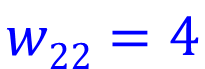 w₂₂ = 4